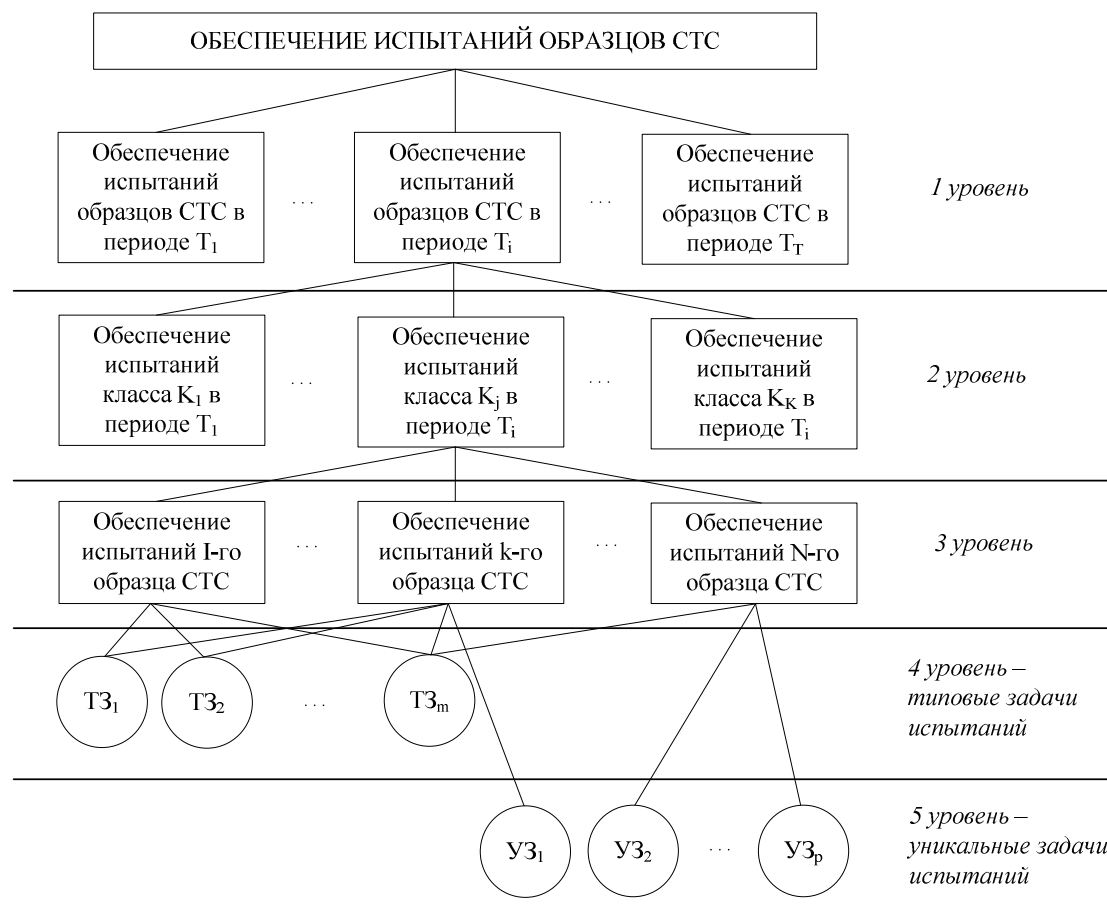 ОБЕСПЕЧЕНИЕ ИСПЫТАНИЙ ОБРАЗЦОВ СТС
Обеспечение
испытаний
образцов СТС в
периоде T₁
. . .
Обеспечение
испытаний
образцов СТС в
периоде Tᵢ
. . .
Обеспечение
испытаний
образцов СТС в
периоде T_T
1 уровень
Обеспечение
испытаний
класса K₁ в
периоде T₁
. . .
Обеспечение
испытаний
класса Kⱼ в
периоде Tᵢ
. . .
Обеспечение
испытаний
класса K_K в
периоде Tᵢ
2 уровень
Обеспечение
испытаний I-го
образца СТС
. . .
Обеспечение
испытаний k-го
образца СТС
. . .
Обеспечение
испытаний N-го
образца СТС
3 уровень
ТЗ₁
ТЗ₂
. . .
ТЗₘ
4 уровень –
типовые задачи
испытаний
УЗ₁
УЗ₂
. . .
УЗₚ
5 уровень –
уникальные задачи
испытаний